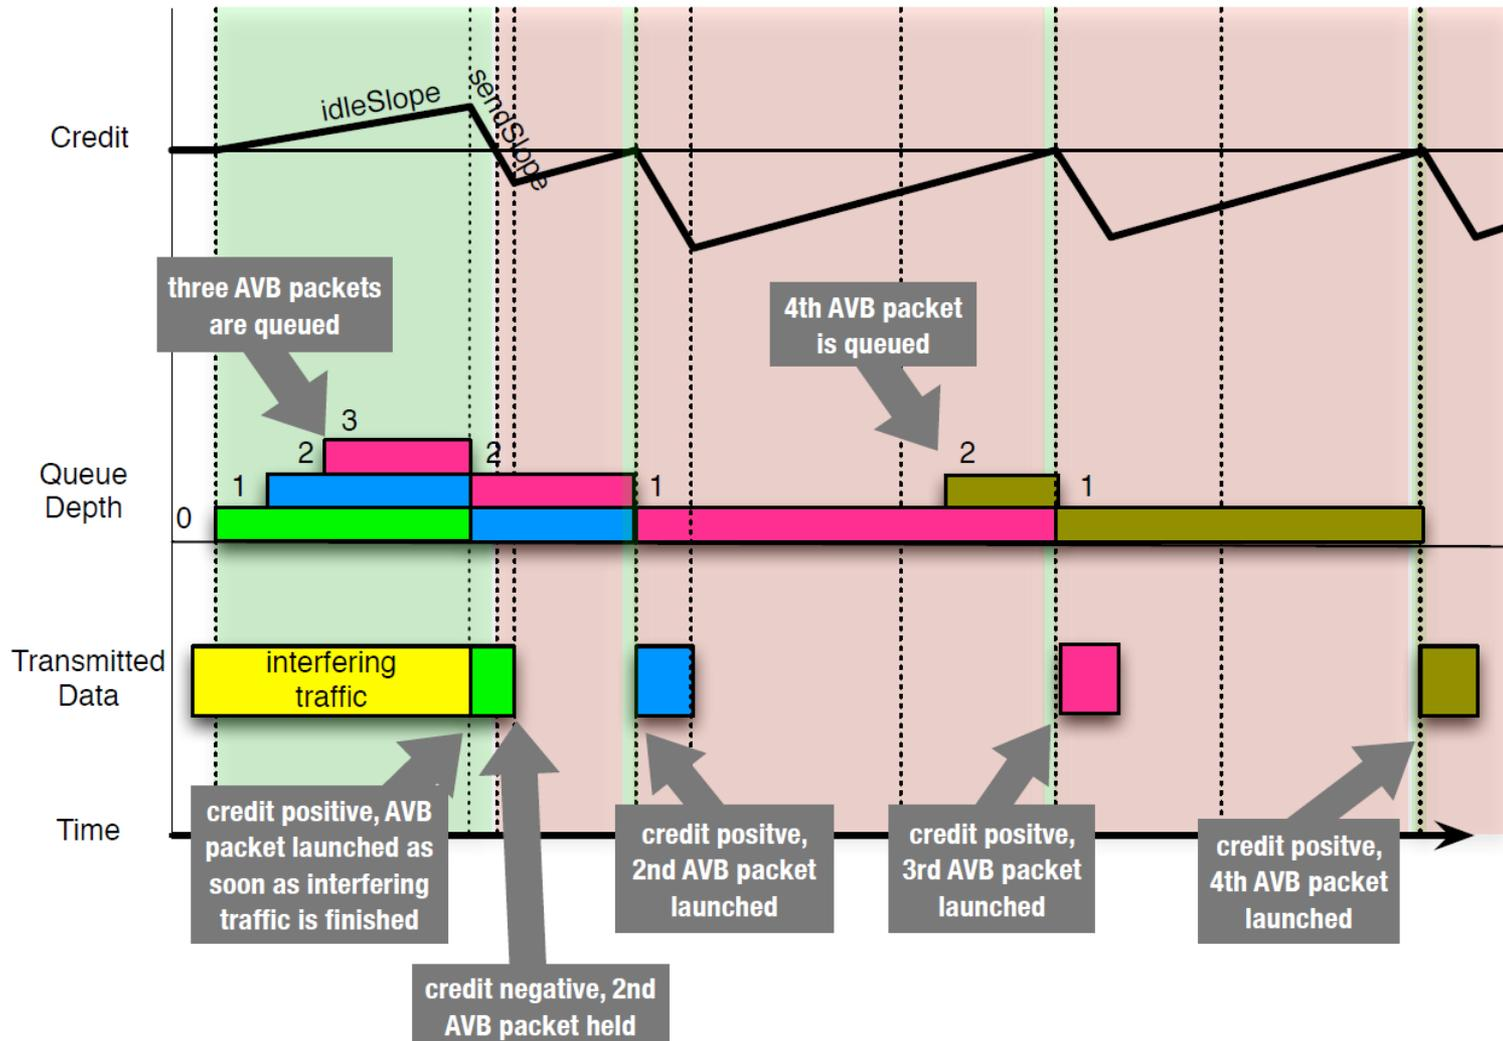 idleSlope
sendSlope
Credit
three AVB packets
are queued
4th AVB packet
is queued
3
2
2
2
Queue
Depth
1
1
1
0
Transmitted
Data
interfering
traffic
Time
credit positive, AVB
packet launched as
soon as interfering
traffic is finished
credit positve,
2nd AVB packet
launched
credit positve,
3rd AVB packet
launched
credit positve,
4th AVB packet
launched
credit negative, 2nd
AVB packet held